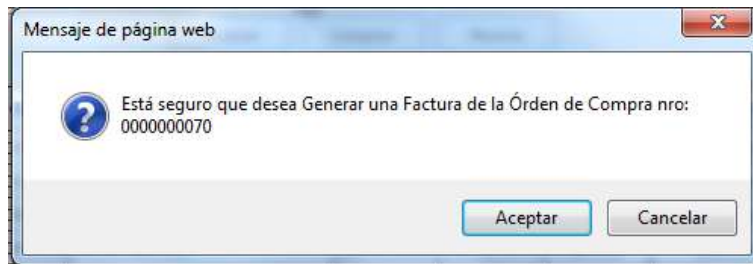 Mensaje de página web
Está seguro que desea Generar una Factura de la Órden de Compra nro:
0000000070
Aceptar
Cancelar